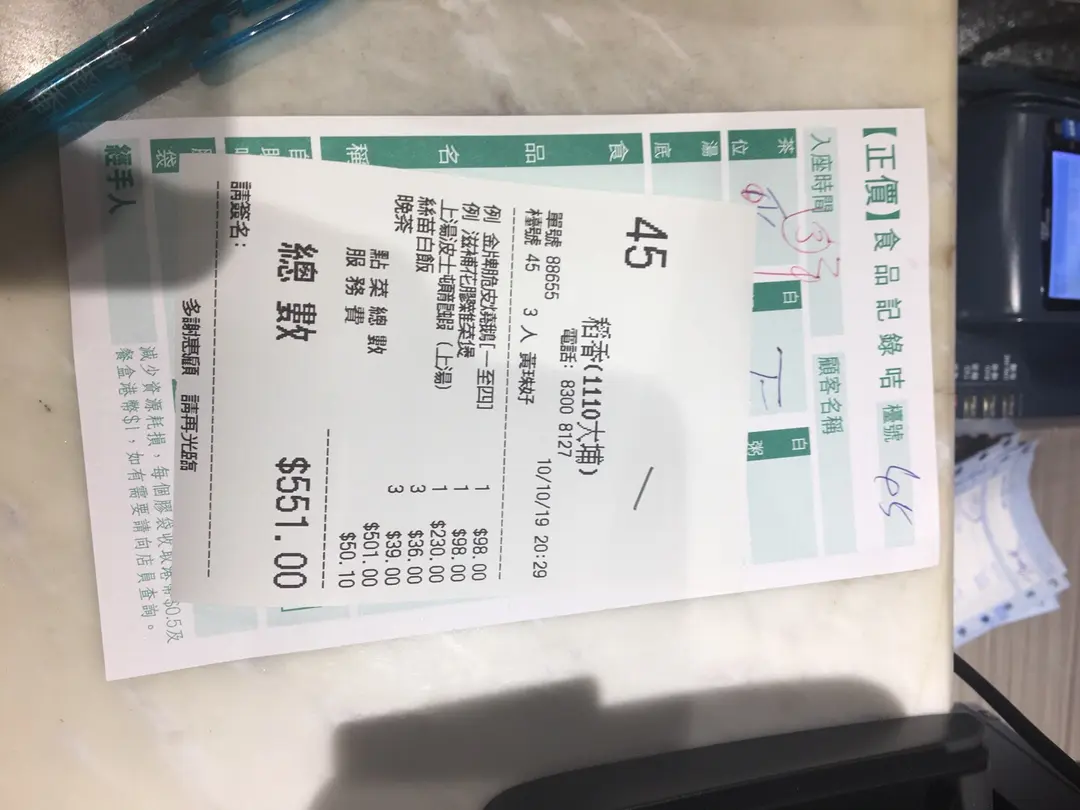 【正價】食品記錄咭 檯號 45
入座時間
顧客名稱
茶位
白
白粥
湯底
食品名稱
袋
經手人
減少資源耗損，每個膠袋收取港幣$0.5及
餐盒港幣$1，如有需要請向店員查詢。
45
稻香(1110大埔)
電話: 8300 8127
單號 88655
10/10/19 20:29
檯號 45 3 人
例 金牌脆皮燒鵝[一至四] 1 $98.00
例 滋補花膠雜菌煲 1 $98.00
上湯波士頓龍蝦(上湯) 1 $230.00
絲苗白飯 3 $36.00
晚茶 3 $39.00
點菜總數 $501.00
服務費 $50.10
總數 $551.00
請簽名:
多謝惠顧 請再光臨